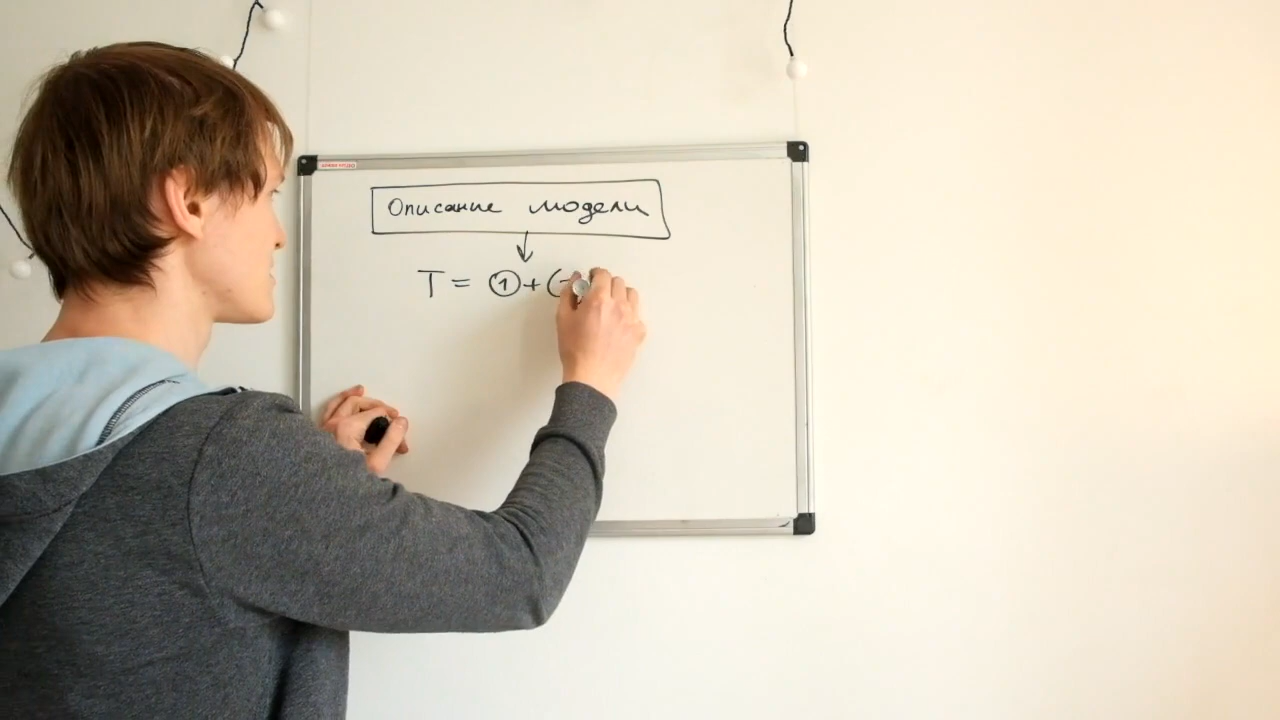 Описание модели
T = ① + (